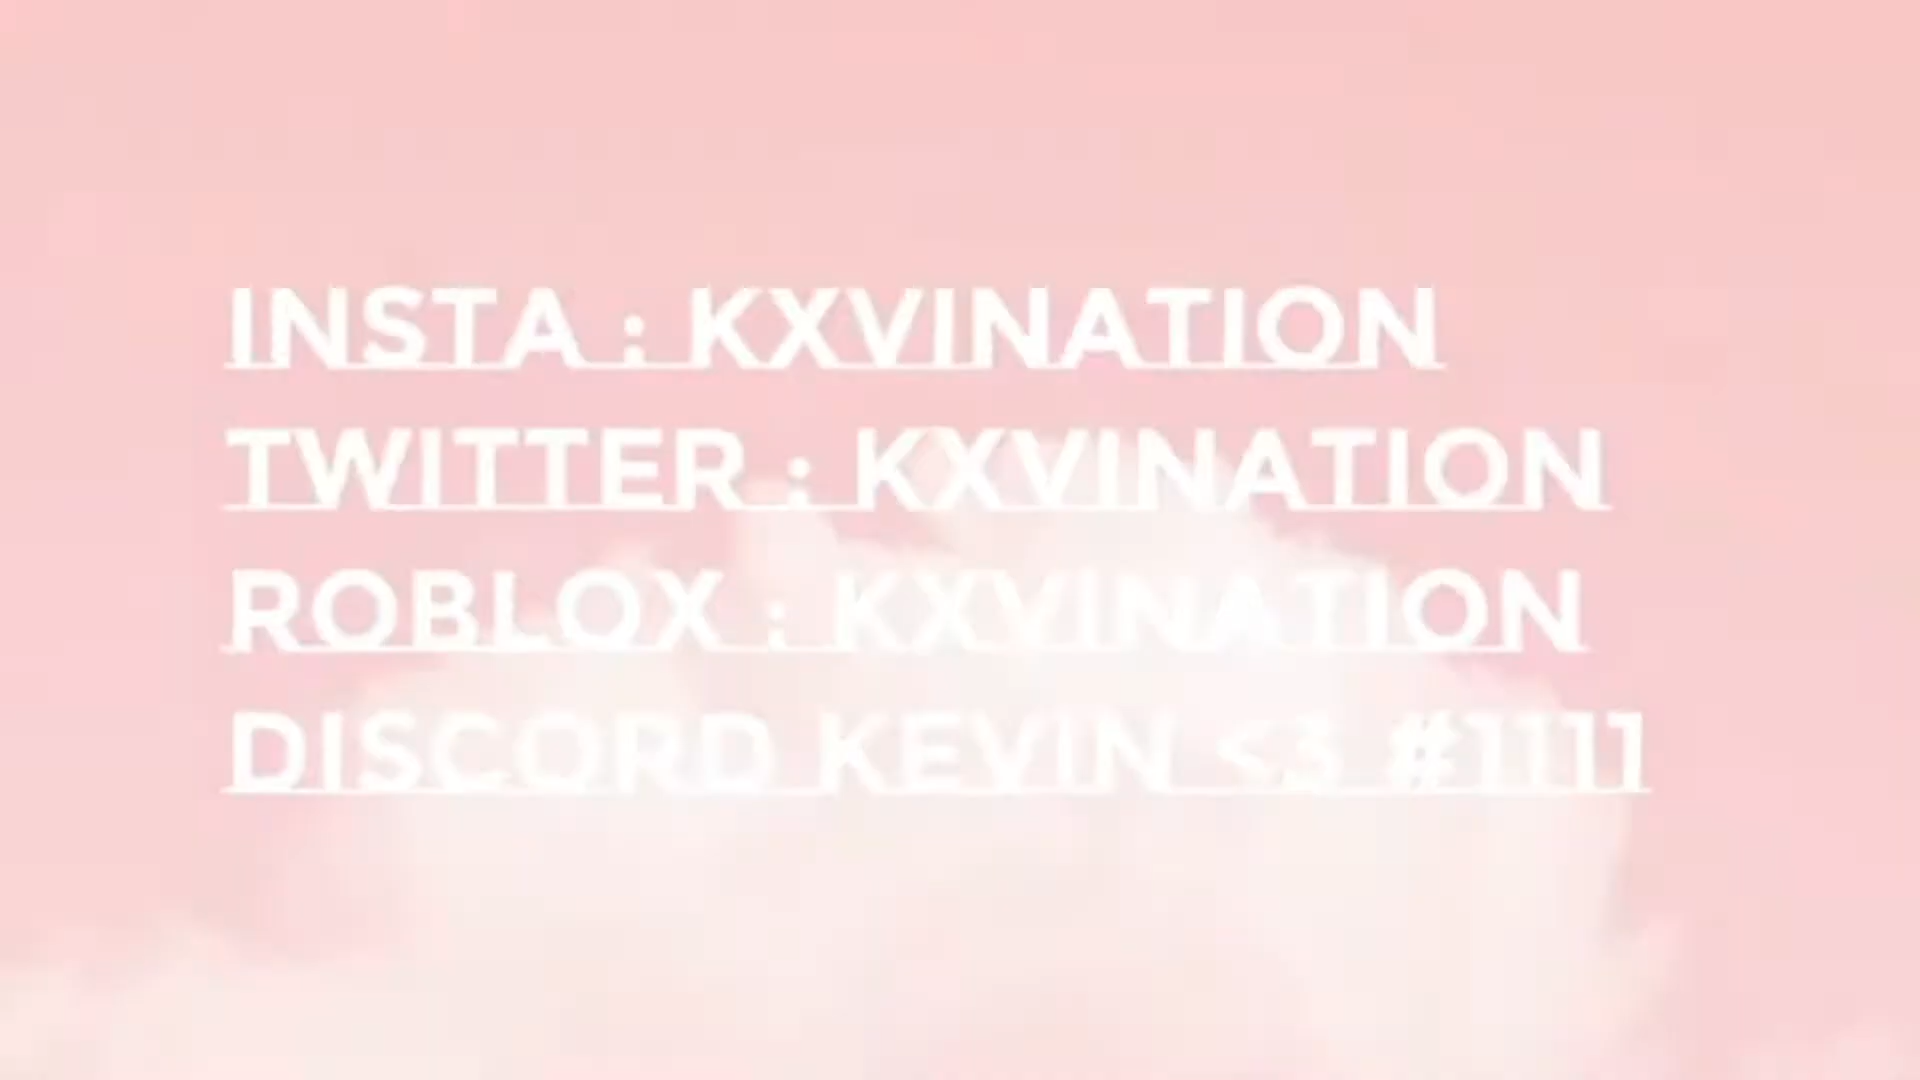 INSTA : KXVINATION
TWITTER : KXVINATION
ROBLOX : KXVINATION
DISCORD KEVIN <3 #1111